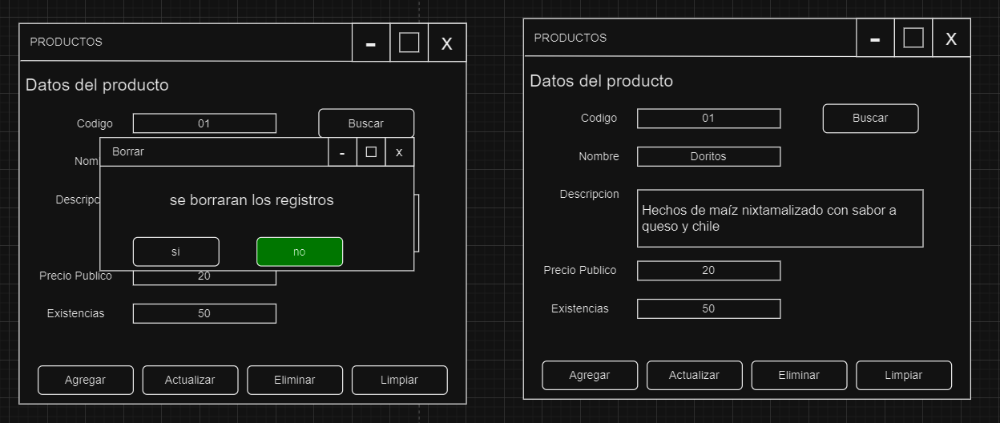 PRODUCTOS
- X
Datos del producto
Codigo 01 Buscar
Nom
Borrar - x
Descripc
se borraran los registros
si no
Precio Publico 20
Existencias 50
Agregar Actualizar Eliminar Limpiar
PRODUCTOS
- X
Datos del producto
Codigo 01 Buscar
Nombre Doritos
Descripcion
Hechos de maíz nixtamalizado con sabor a
queso y chile
Precio Publico 20
Existencias 50
Agregar Actualizar Eliminar Limpiar